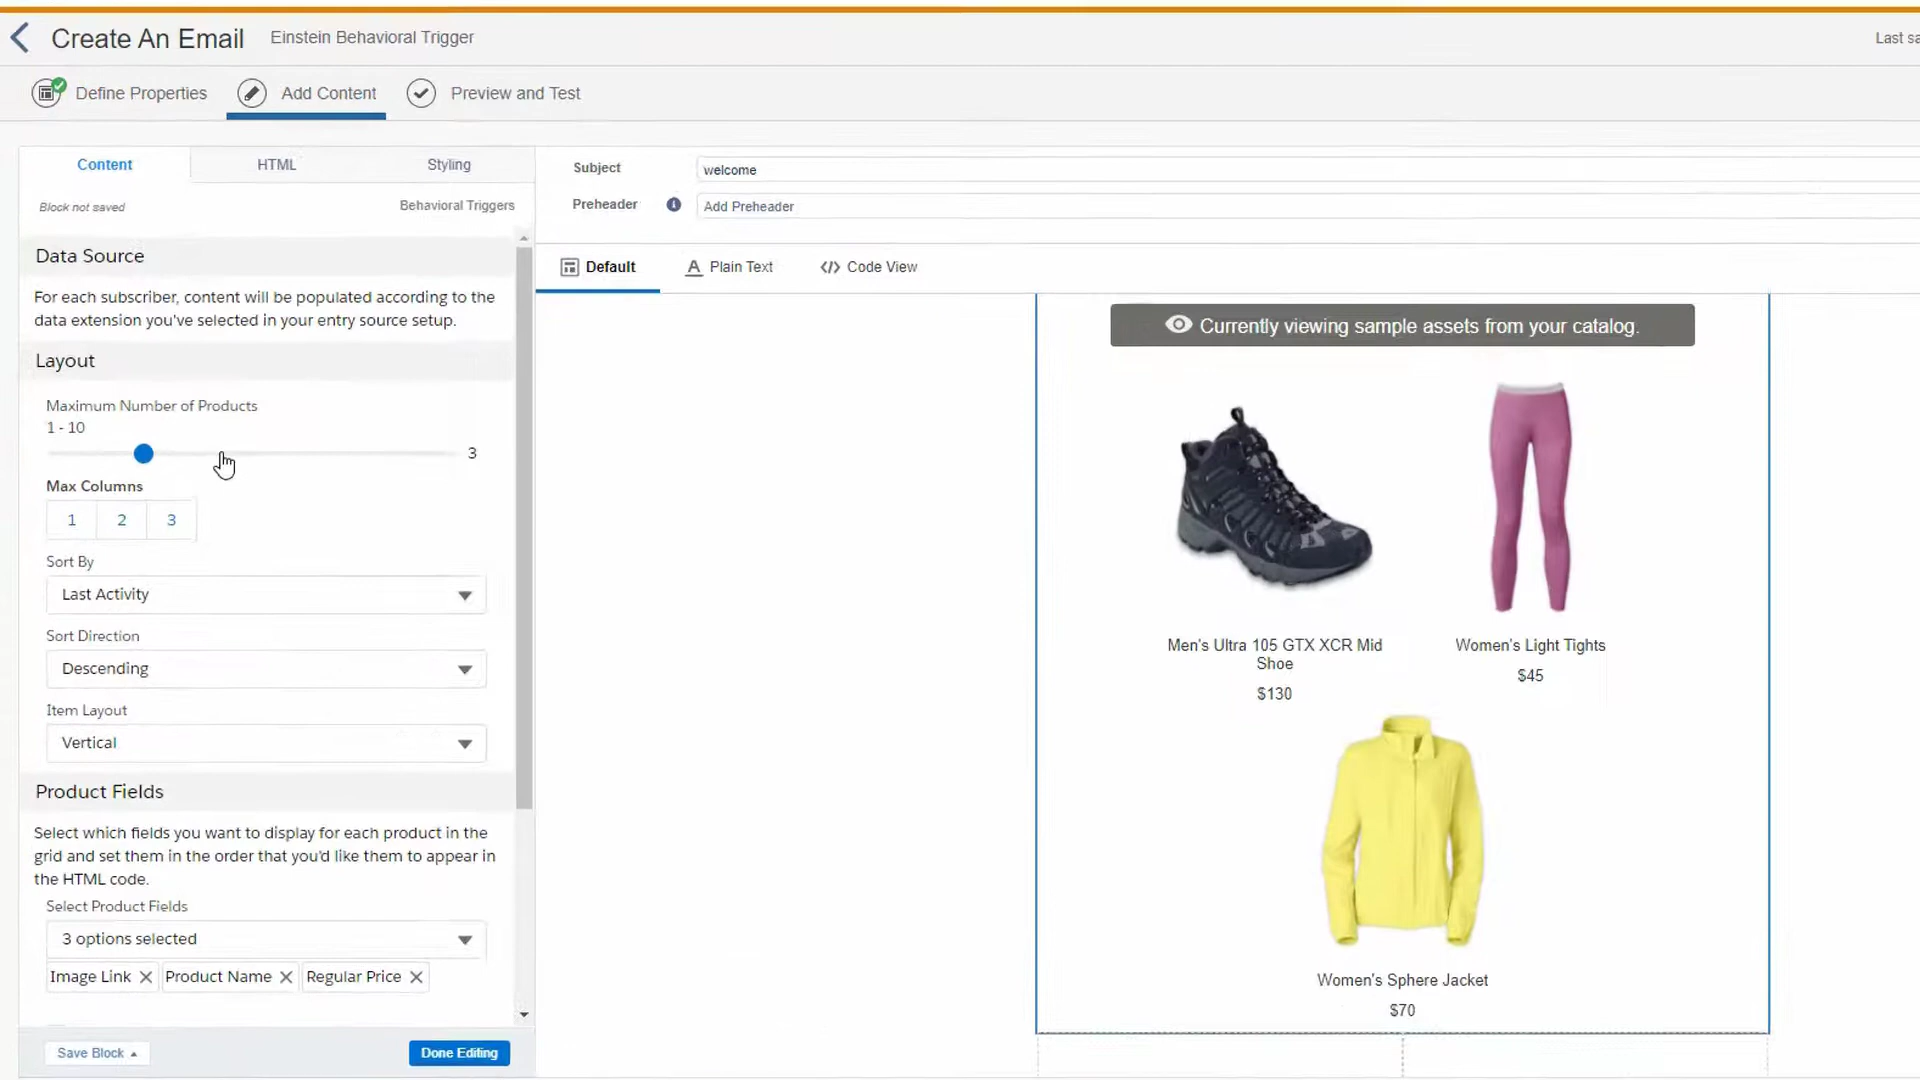 Create An Email
Einstein Behavioral Trigger
Last sa
Define Properties
Add Content
Preview and Test
Content
HTML
Styling
Block not saved
Behavioral Triggers
Data Source
For each subscriber, content will be populated according to the
data extension you've selected in your entry source setup.
Layout
Maximum Number of Products
1 - 10
3
Max Columns
1
2
3
Sort By
Last Activity
Sort Direction
Descending
Item Layout
Vertical
Product Fields
Select which fields you want to display for each product in the
grid and set them in the order that you'd like them to appear in
the HTML code.
Select Product Fields
3 options selected
Image Link
Product Name
Regular Price
Save Block
Done Editing
Subject
welcome
Preheader
Add Preheader
Default
Plain Text
Code View
Currently viewing sample assets from your catalog.
Men's Ultra 105 GTX XCR Mid
Shoe
$130
Women's Light Tights
$45
Women's Sphere Jacket
$70